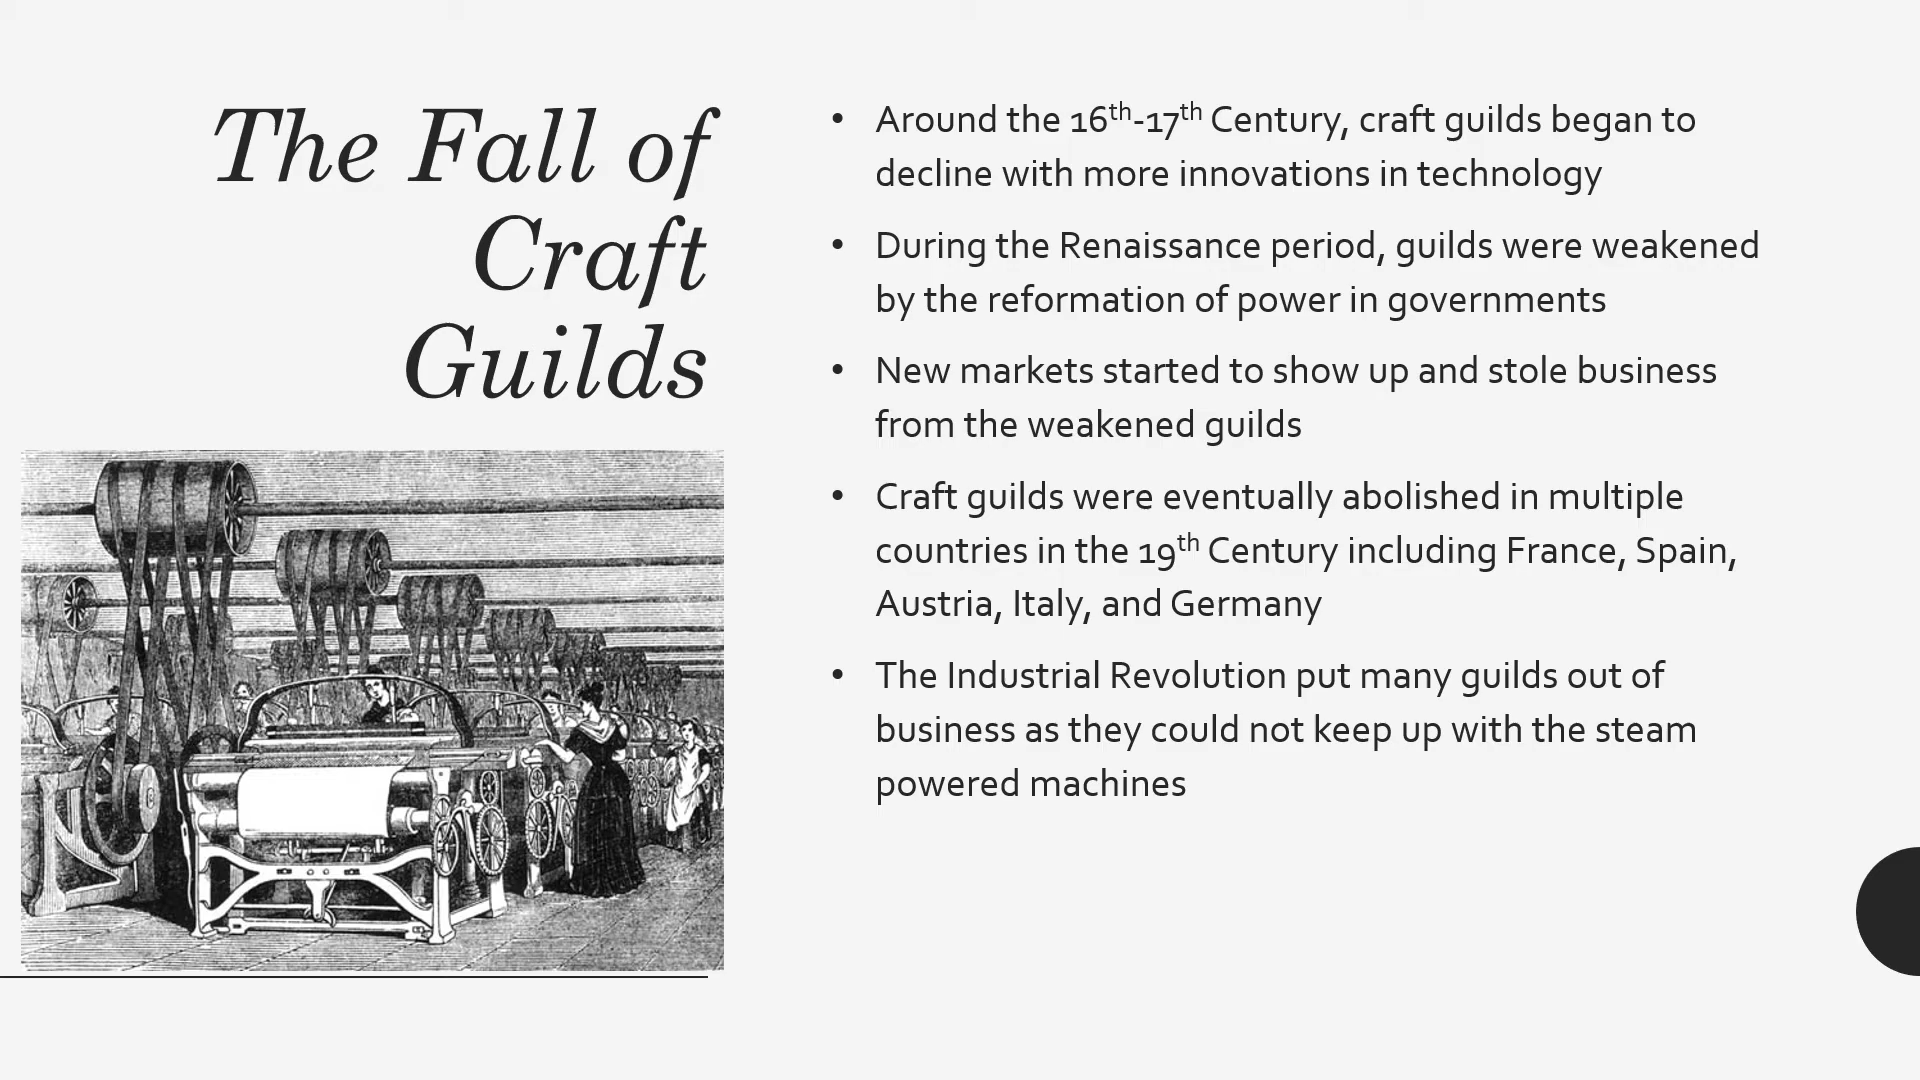 The Fall of
Craft
Guilds
• Around the 16th-17th Century, craft guilds began to
decline with more innovations in technology
• During the Renaissance period, guilds were weakened
by the reformation of power in governments
• New markets started to show up and stole business
from the weakened guilds
• Craft guilds were eventually abolished in multiple
countries in the 19th Century including France, Spain,
Austria, Italy, and Germany
• The Industrial Revolution put many guilds out of
business as they could not keep up with the steam
powered machines